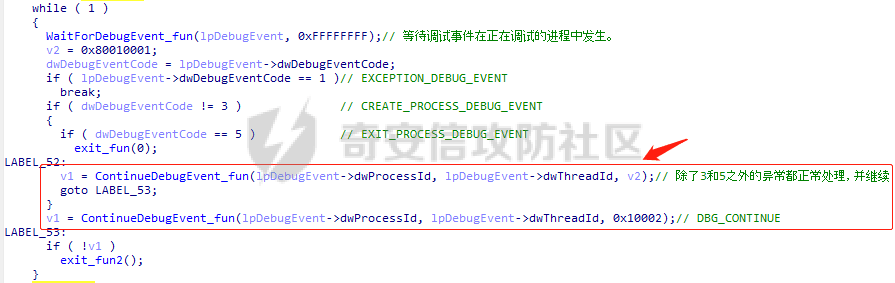 while ( 1 )
{
WaitForDebugEvent_fun(lpDebugEvent, 0xFFFFFFFF);// 等待调试事件在正在调试的进程中发生。
v2 = 0x80010001;
dwDebugEventCode = lpDebugEvent->dwDebugEventCode;
if ( lpDebugEvent->dwDebugEventCode == 1 )// EXCEPTION_DEBUG_EVENT
break;
if ( dwDebugEventCode != 3 ) // CREATE_PROCESS_DEBUG_EVENT
{
if ( dwDebugEventCode == 5 ) // EXIT_PROCESS_DEBUG_EVENT
exit_fun(0);
奇安信攻防社区
LABEL_52:
v1 = ContinueDebugEvent_fun(lpDebugEvent->dwProcessId, lpDebugEvent->dwThreadId, v2);// 除了3和5之外的异常都正常处理,并继续
goto LABEL_53;
}
v1 = ContinueDebugEvent_fun(lpDebugEvent->dwProcessId, lpDebugEvent->dwThreadId, 0x10002);// DBG_CONTINUE
LABEL_53:
if ( !v1 )
exit_fun2();
}